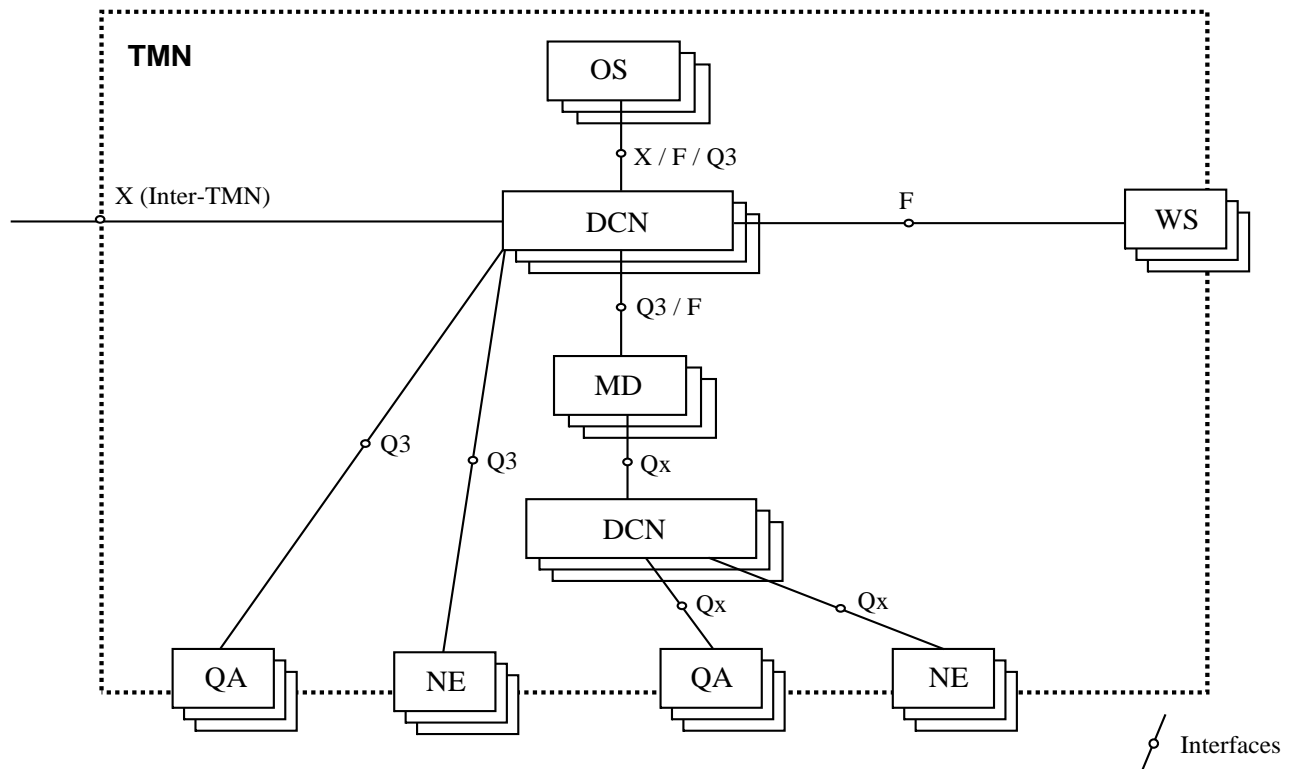 TMN
OS
X / F / Q3
X (Inter-TMN)
DCN
F
WS
Q3 / F
MD
Q3
Q3
Qx
DCN
Qx
Qx
QA
NE
QA
NE
Interfaces